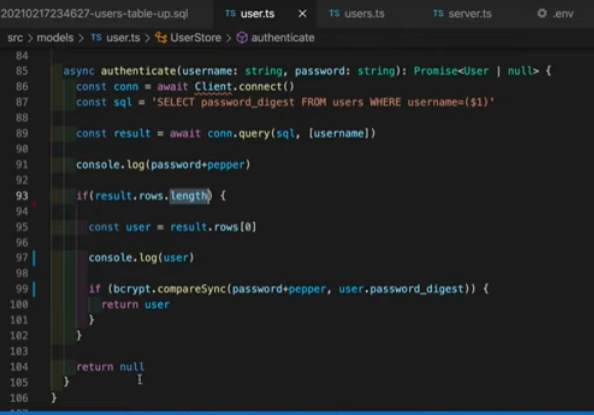 20210217234627-users-table-up.sql TS user.ts × TS users.ts TS server.ts .env
src > models > TS user.ts > UserStore > authenticate
84
85 async authenticate(username: string, password: string): Promise<User | null> {
86 const conn = await Client.connect()
87 const sql = 'SELECT password_digest FROM users WHERE username=($1)'
88
89 const result = await conn.query(sql, [username])
90
91 console.log(password+pepper)
92
93 if(result.rows.length) {
94
95 const user = result.rows[0]
96
97 console.log(user)
98
99 if (bcrypt.compareSync(password+pepper, user.password_digest)) {
100 return user
101 }
102 }
103
104 return null
105 }
106 }